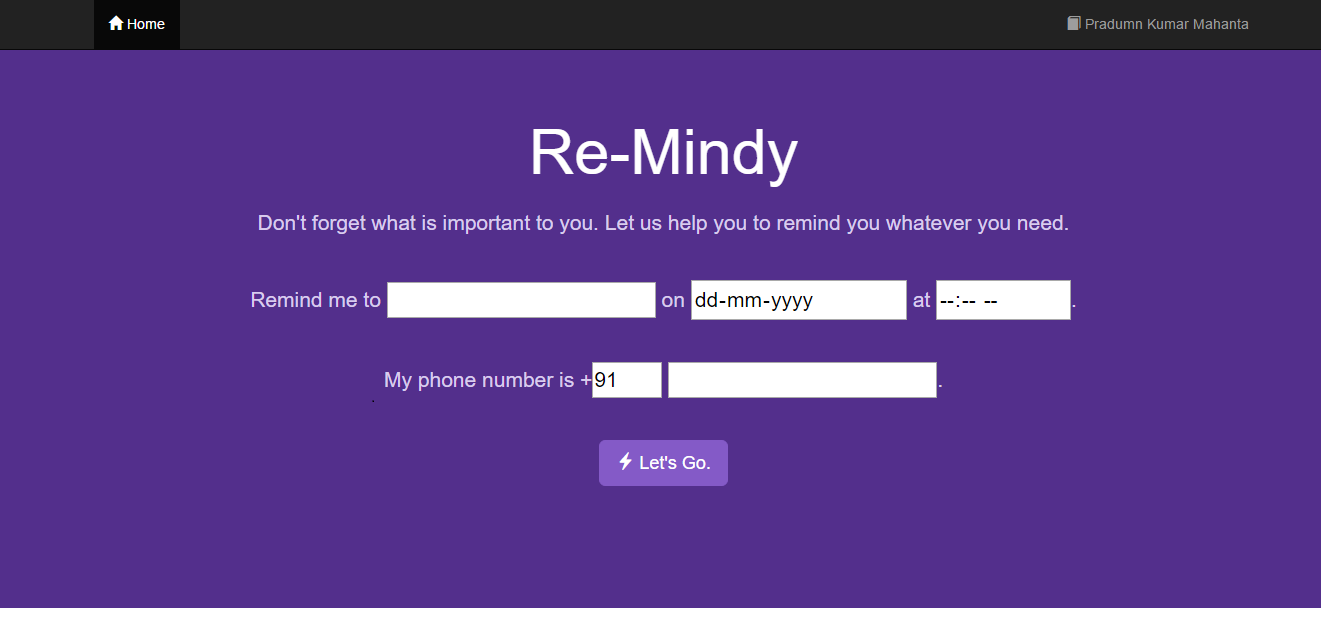 Home Pradumn Kumar Mahanta
Re-Mindy
Don't forget what is important to you. Let us help you to remind you whatever you need.
Remind me to on dd-mm-yyyy at --:-- --.
My phone number is +91 .
Let's Go.